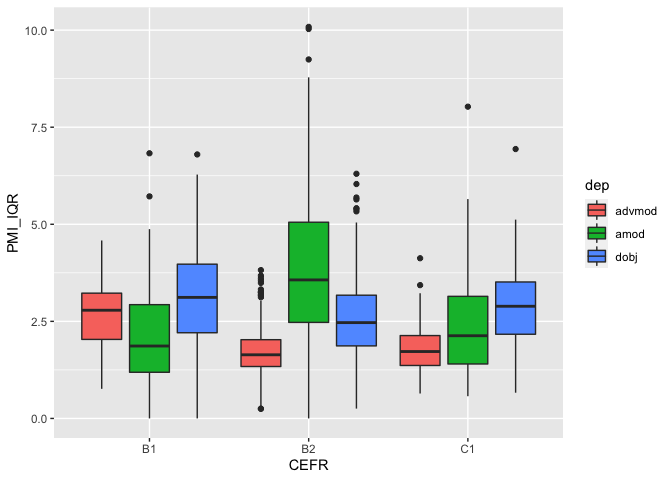 10.0
7.5
5.0
2.5
0.0
PMI_IQR
B1
B2
C1
CEFR
dep
advmod
amod
dobj